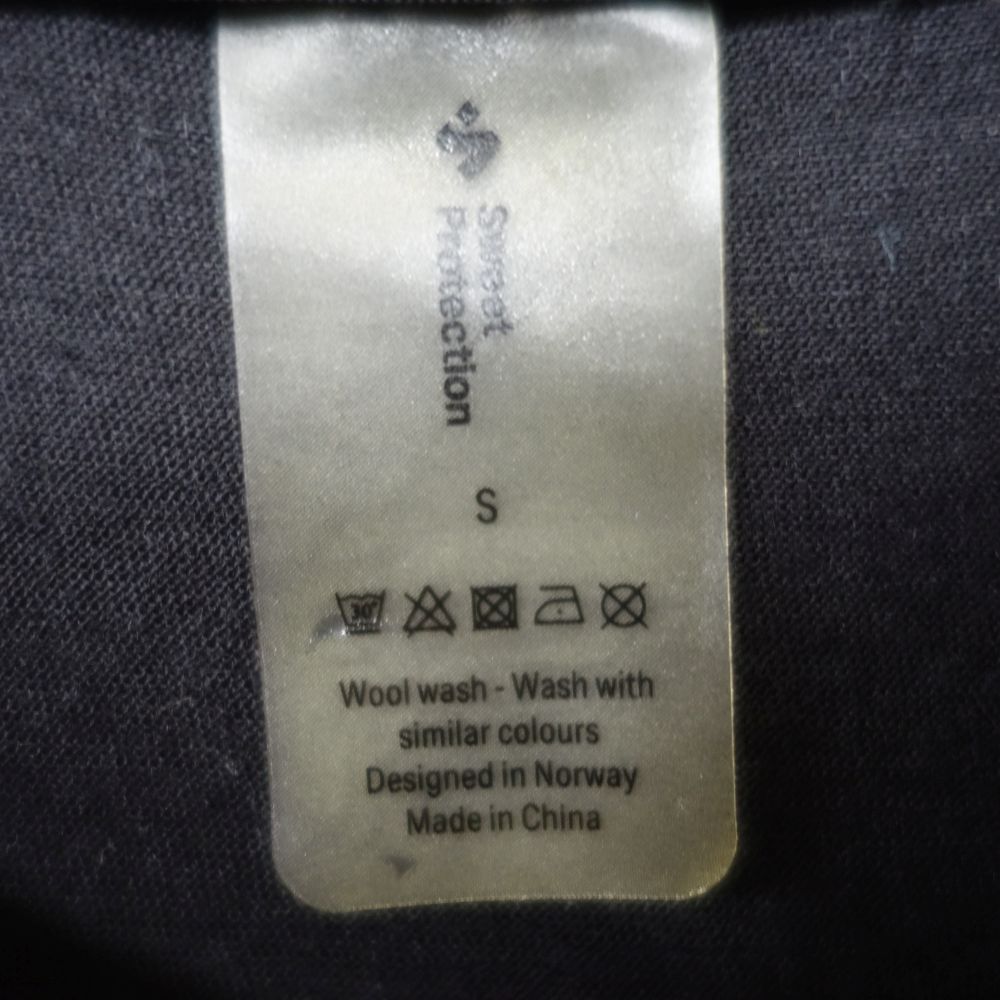 Sweet
Protection
S
30°
Wool wash - Wash with
similar colours
Designed in Norway
Made in China